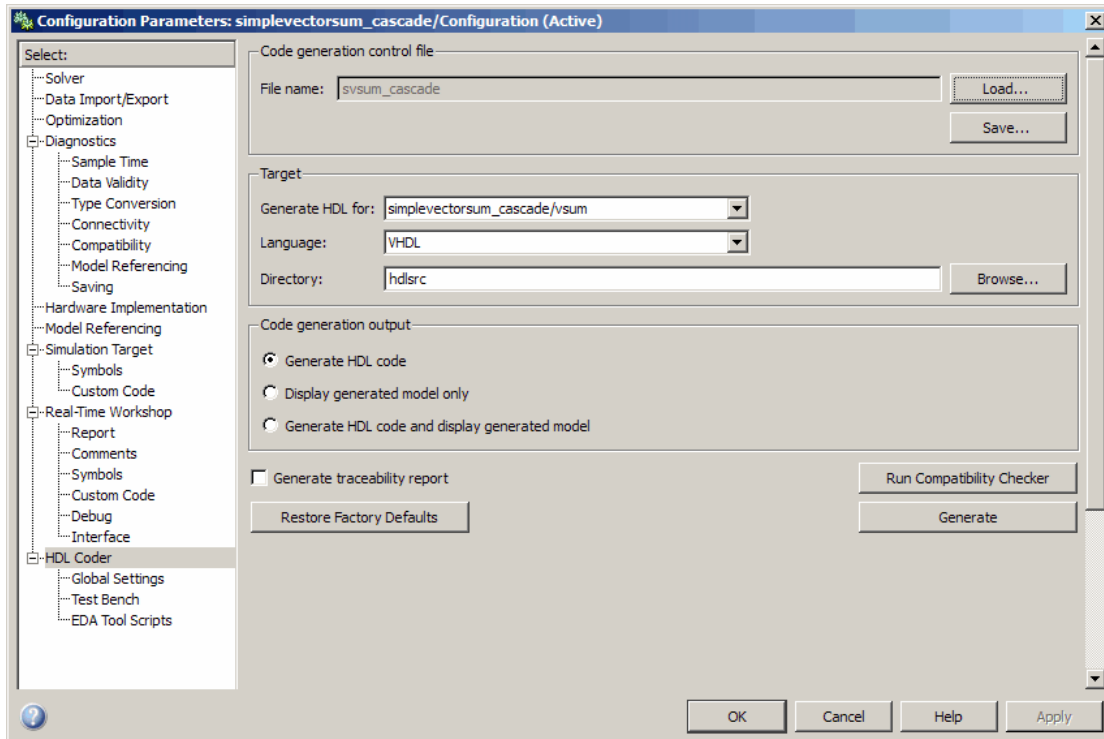 Configuration Parameters: simplevectorsum_cascade/Configuration (Active)
Select:
Solver
Data Import/Export
Optimization
Diagnostics
Sample Time
Data Validity
Type Conversion
Connectivity
Compatibility
Model Referencing
Saving
Hardware Implementation
Model Referencing
Simulation Target
Symbols
Custom Code
Real-Time Workshop
Report
Comments
Symbols
Custom Code
Debug
Interface
HDL Coder
Global Settings
Test Bench
EDA Tool Scripts
Code generation control file
File name: svsum_cascade Load...
Save...
Target
Generate HDL for: simplevectorsum_cascade/vsum
Language: VHDL
Directory: hdlsrc Browse...
Code generation output
Generate HDL code
Display generated model only
Generate HDL code and display generated model
Generate traceability report Run Compatibility Checker
Restore Factory Defaults Generate
OK Cancel Help Apply